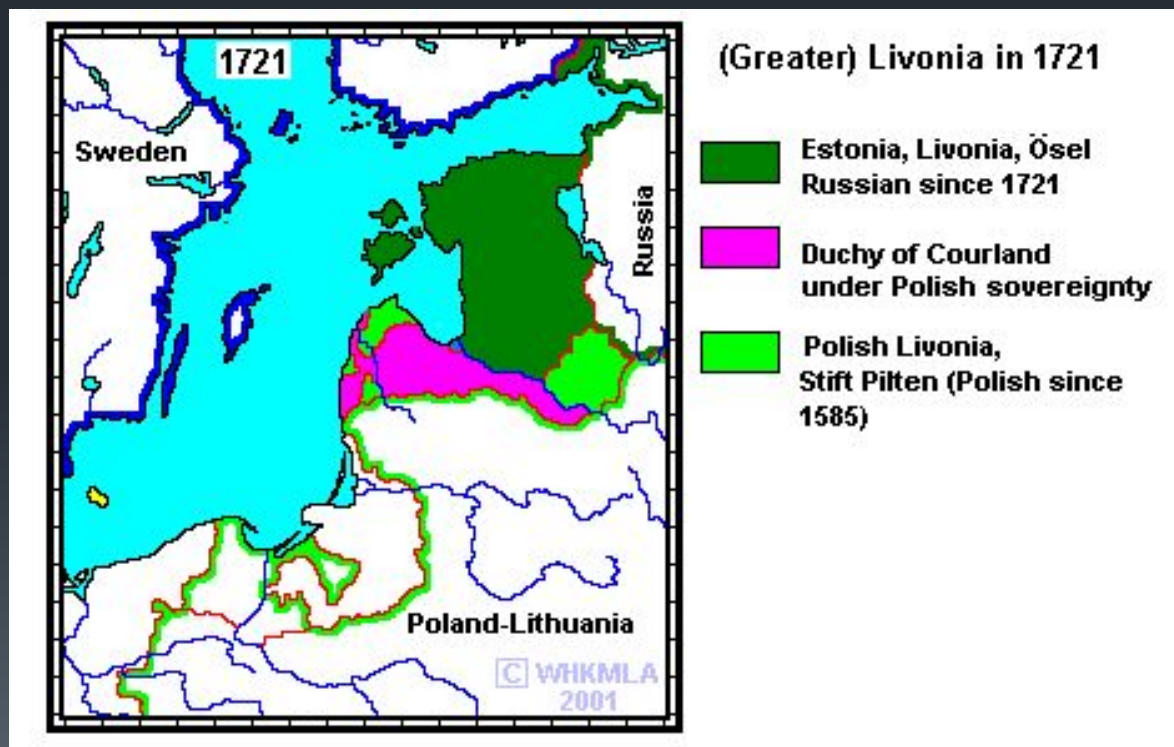 1721
Sweden
Russia
Poland-Lithuania
C WHKMLA
2001
(Greater) Livonia in 1721
Estonia, Livonia, Ösel
Russian since 1721
Duchy of Courland
under Polish sovereignty
Polish Livonia,
Stift Pilten (Polish since
1585)